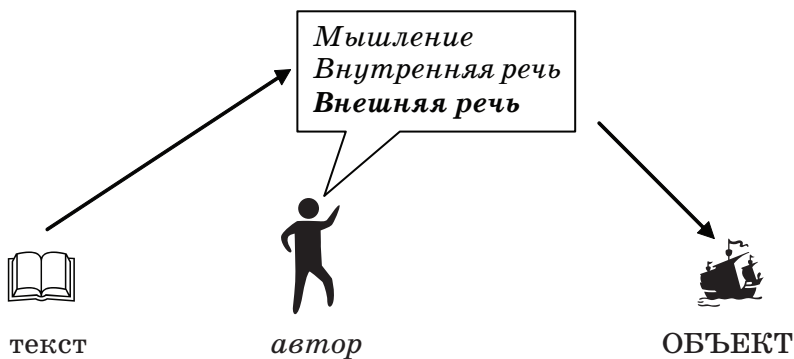 Мышление
Внутренняя речь
Внешняя речь
текст
автор
ОБЪЕКТ